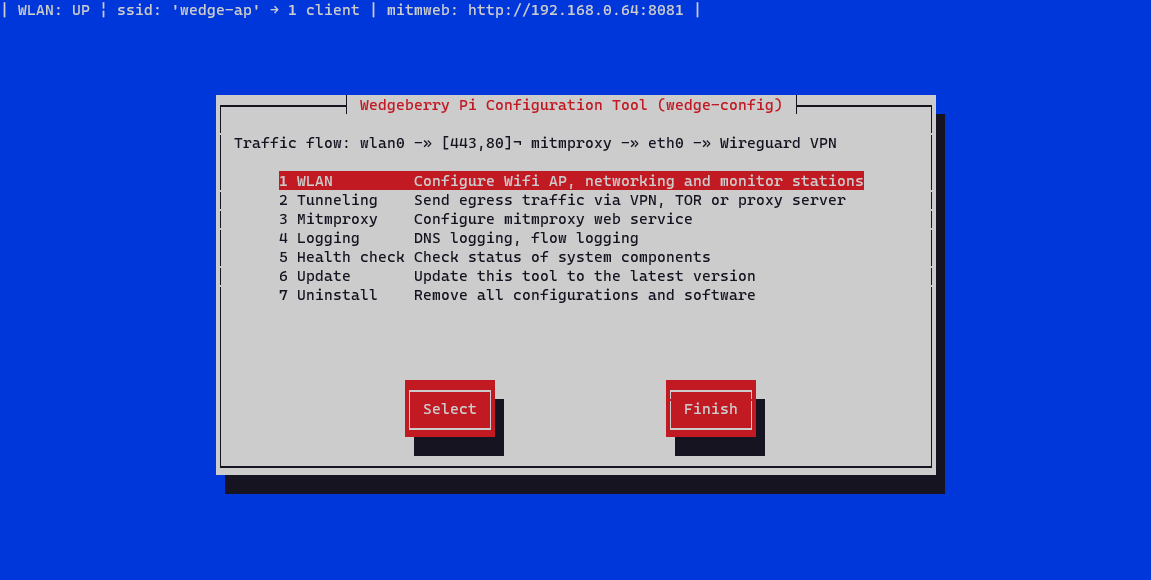 | WLAN: UP ¦ ssid: 'wedge-ap' → 1 client | mitmweb: http://192.168.0.64:8081 |
Wedgeberry Pi Configuration Tool (wedge-config)
Traffic flow: wlan0 -» [443,80]¬ mitmproxy -» eth0 -» Wireguard VPN
1 WLAN         Configure Wifi AP, networking and monitor stations
2 Tunneling    Send egress traffic via VPN, TOR or proxy server
3 Mitmproxy    Configure mitmproxy web service
4 Logging      DNS logging, flow logging
5 Health check Check status of system components
6 Update       Update this tool to the latest version
7 Uninstall    Remove all configurations and software
Select Finish